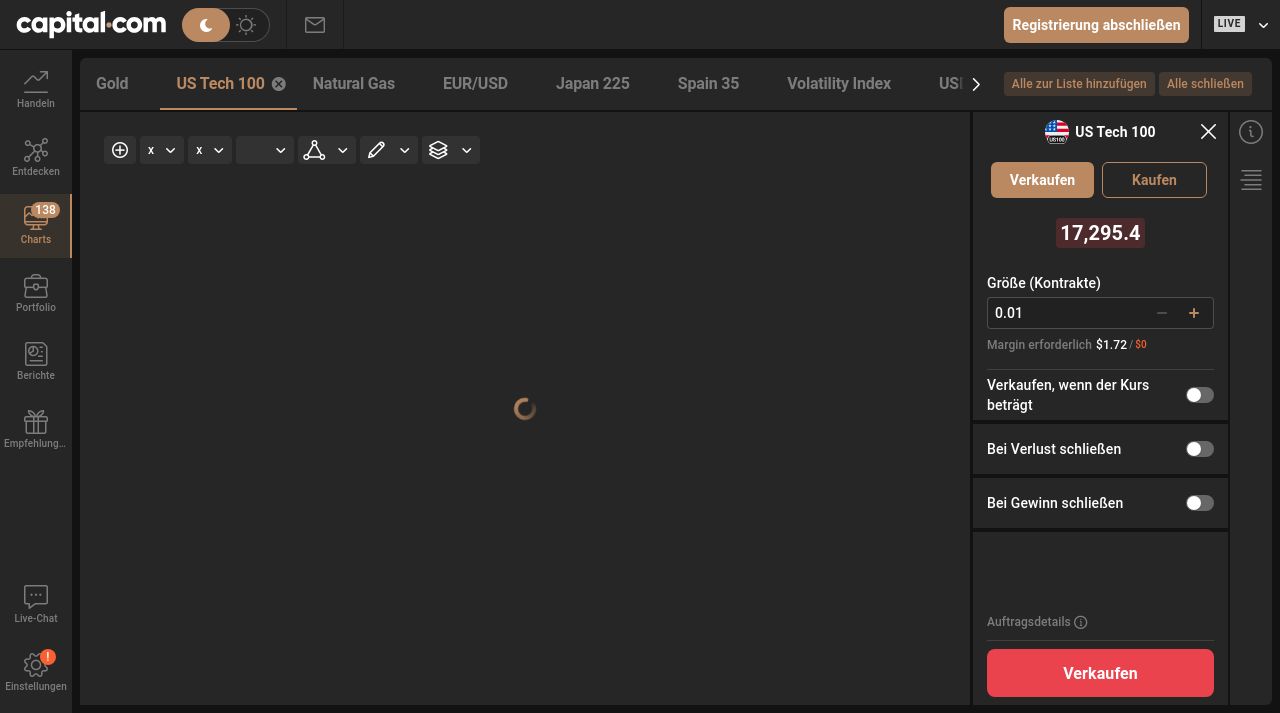 capital.com
Registrierung abschließen
LIVE
Handeln
Entdecken
138
Charts
Portfolio
Berichte
Empfehlung...
Live-Chat
!
Einstellungen
Gold
US Tech 100
Natural Gas
EUR/USD
Japan 225
Spain 35
Volatility Index
Alle zur Liste hinzufügen
Alle schließen
x
x
US100
US Tech 100
Verkaufen
Kaufen
17,295.4
Größe (Kontrakte)
0.01
Margin erforderlich $1.72 / $0
Verkaufen, wenn der Kurs
beträgt
Bei Verlust schließen
Bei Gewinn schließen
Auftragsdetails
Verkaufen